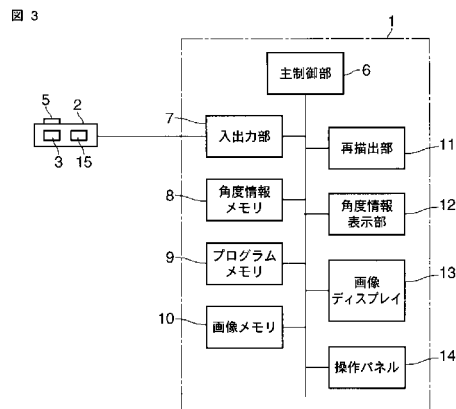 図 3
1
主制御部
6
5
2
3
15
7
入出力部
再描出部
11
8
角度情報
メモリ
角度情報
表示部
12
9
プログラム
メモリ
画像
ディスプレイ
13
10
画像メモリ
操作パネル
14